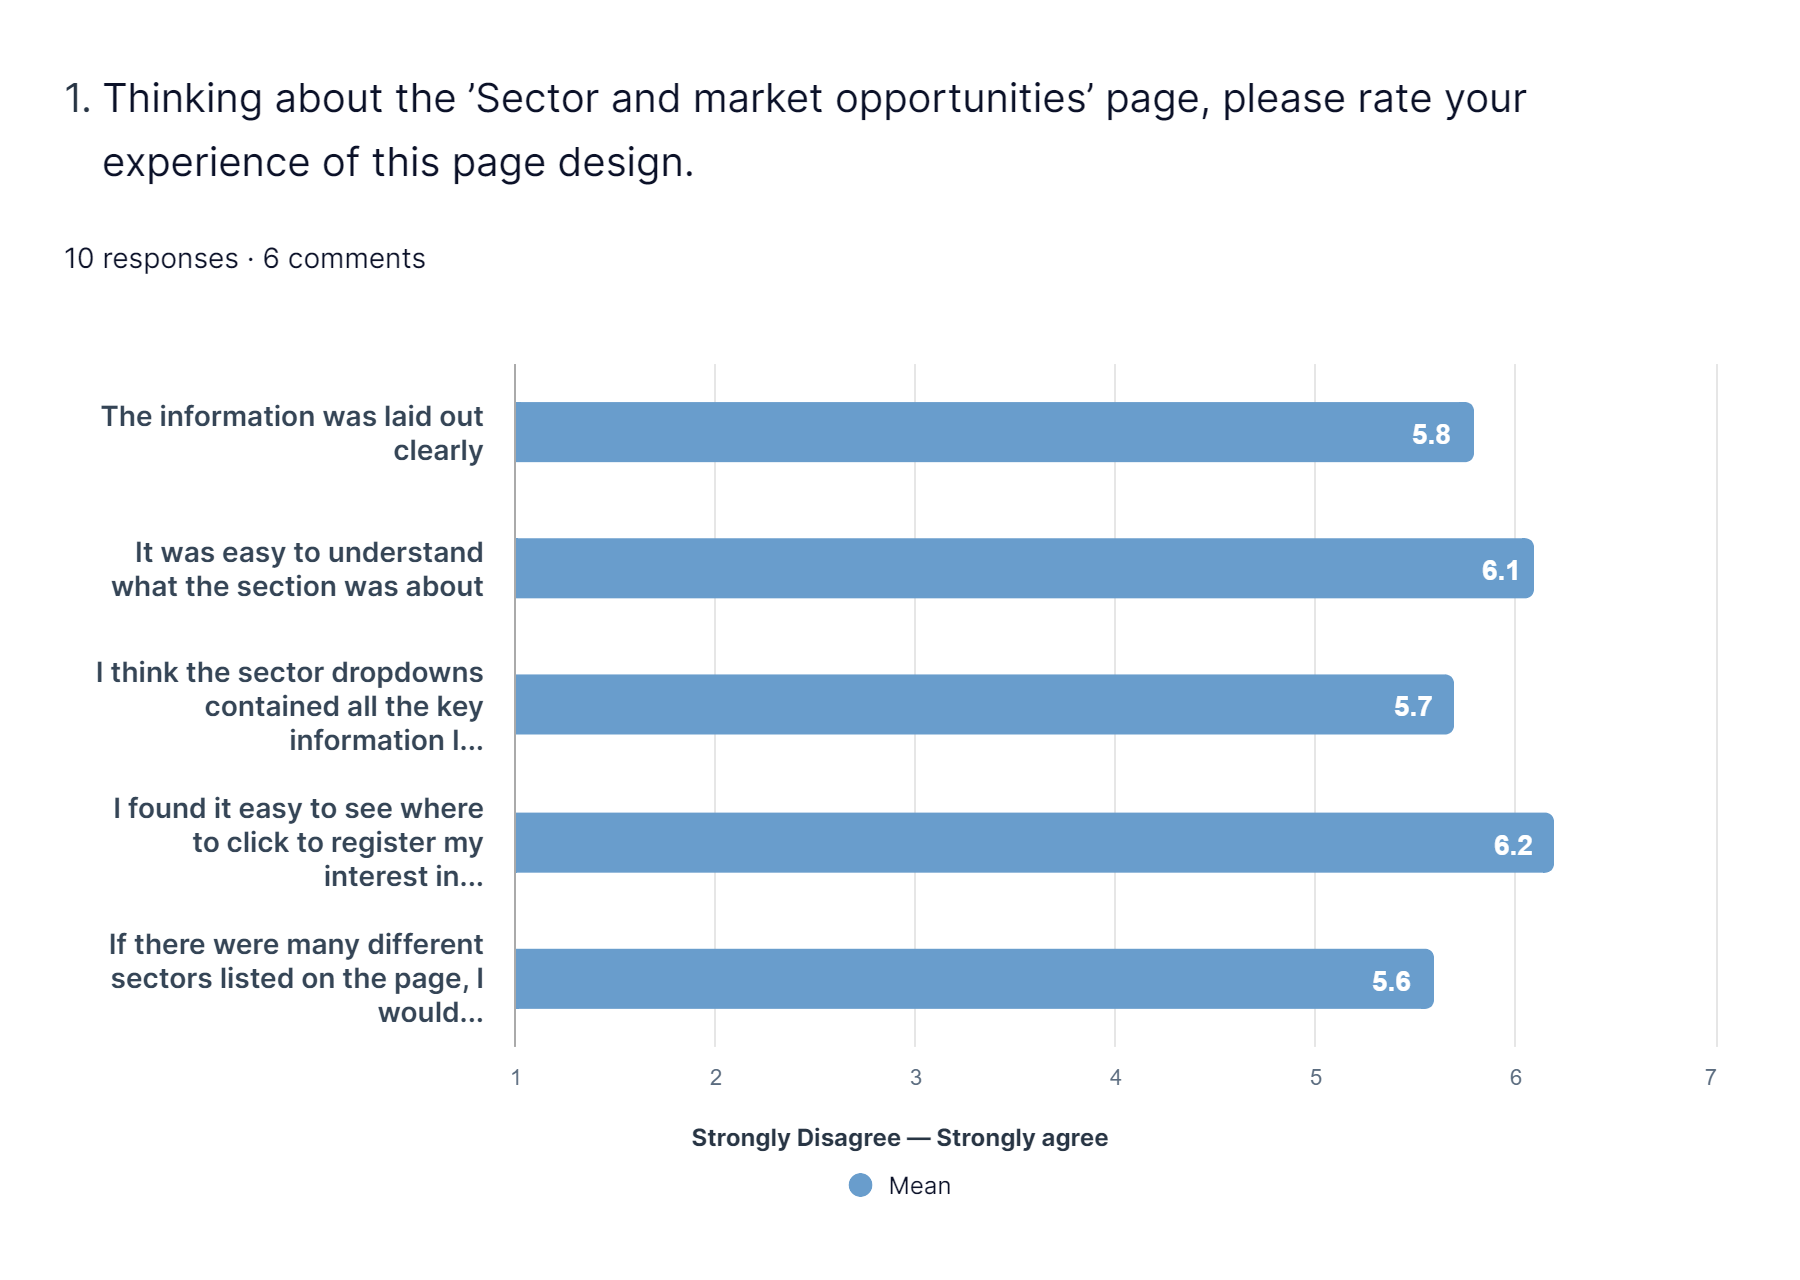 1. Thinking about the ’Sector and market opportunities’ page, please rate your
experience of this page design.
10 responses · 6 comments
The information was laid out
clearly
5.8
It was easy to understand
what the section was about
6.1
I think the sector dropdowns
contained all the key
information I...
5.7
I found it easy to see where
to click to register my
interest in...
6.2
If there were many different
sectors listed on the page, I
would...
5.6
1 2 3 4 5 6 7
Strongly Disagree — Strongly agree
Mean